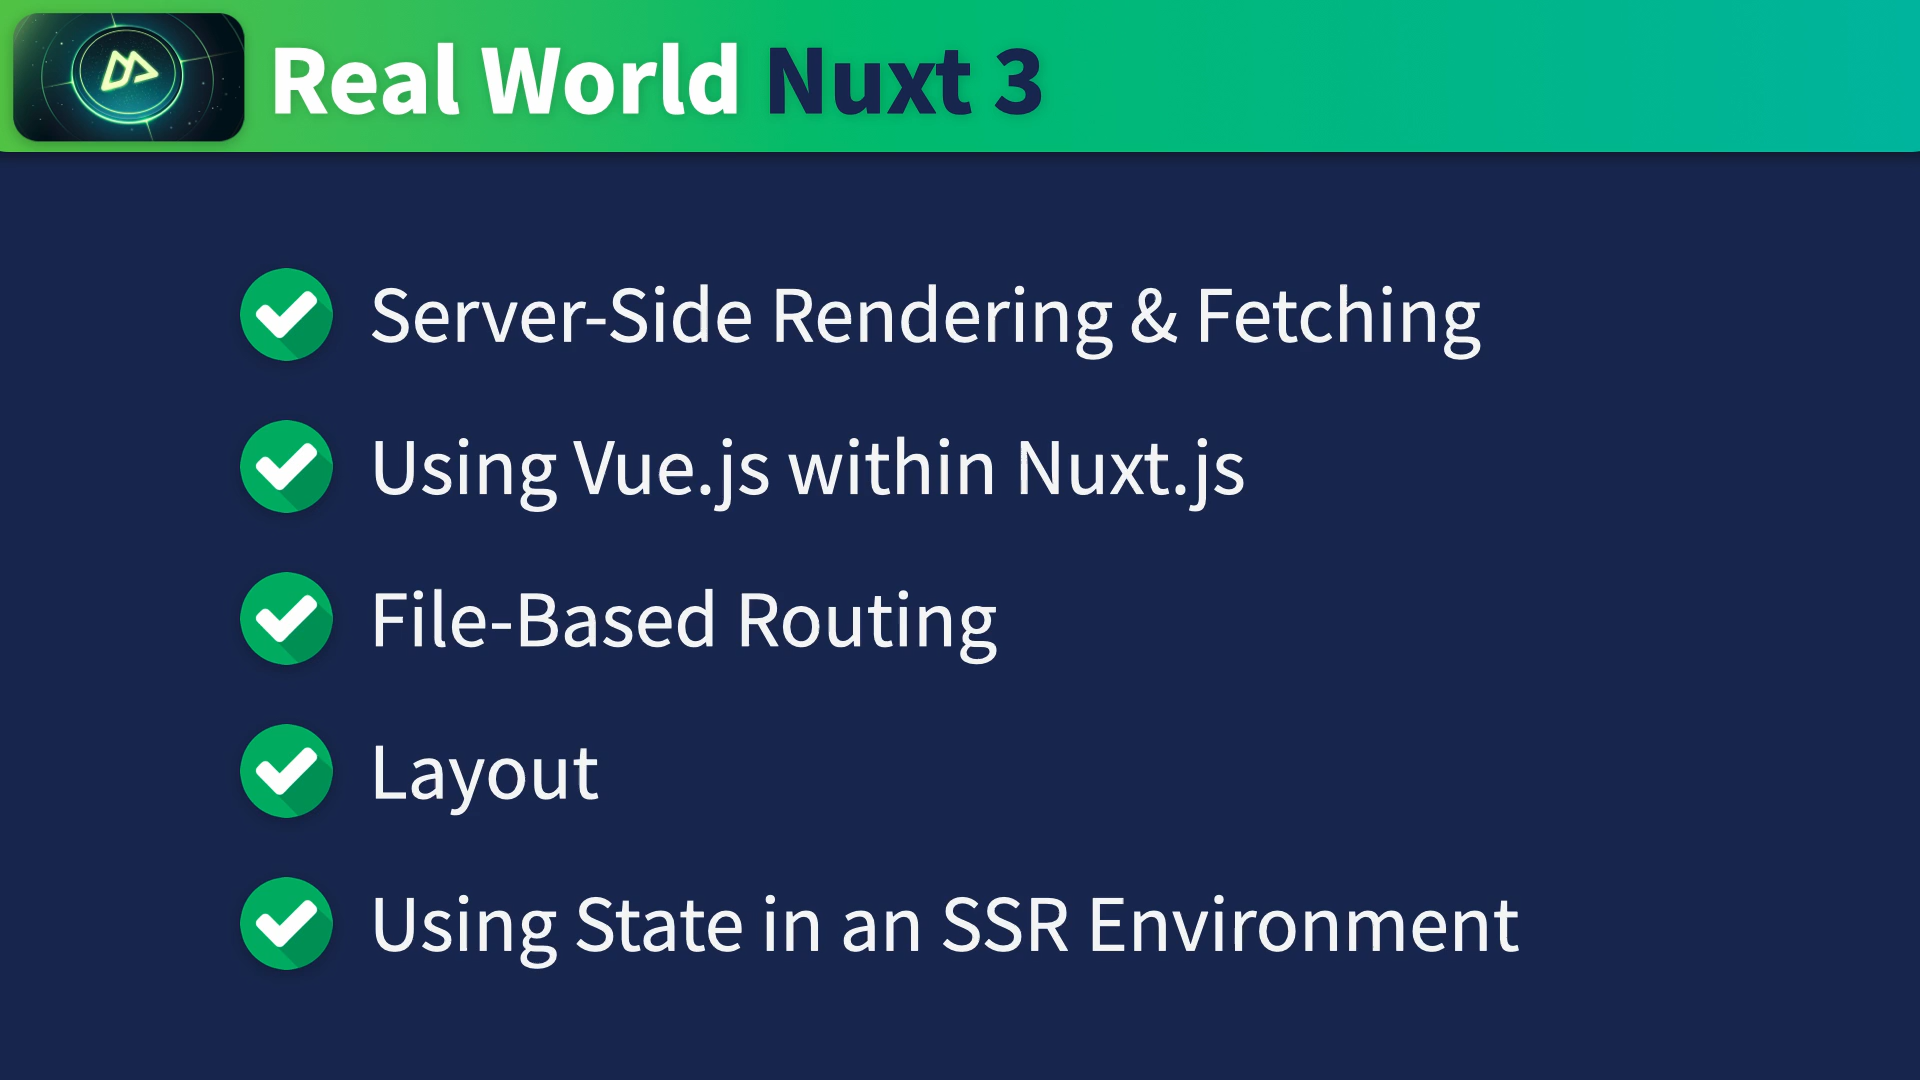 Real World Nuxt 3
Server-Side Rendering & Fetching
Using Vue.js within Nuxt.js
File-Based Routing
Layout
Using State in an SSR Environment